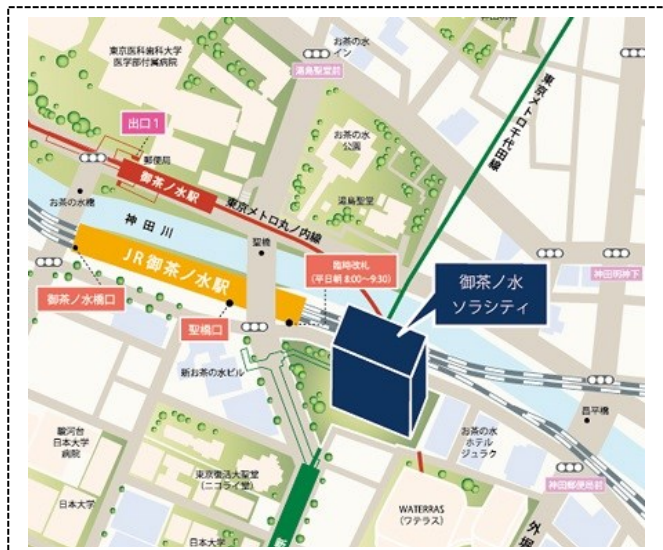 東京医科歯科大学
医学部付属病院
お茶の水
イン
湯島聖堂前
東京メトロ千代田線
出口1
郵便局
お茶の水
公園
御茶ノ水駅
湯島聖堂
お茶の水橋
東京メトロ丸ノ内線
神田川
聖橋
JR御茶ノ水駅
臨時改札
(平日朝 8:00〜9:30)
御茶ノ水
ソラシティ
神田明神下
御茶ノ水橋口
聖橋口
新お茶の水ビル
昌平橋
駿河台
日本大学
病院
東京復活大聖堂
(ニコライ堂)
お茶の水
ホテル
ジュラク
神田郵便局前
日本大学
日本大学
新
WATERRAS
(ワテラス)
外堀